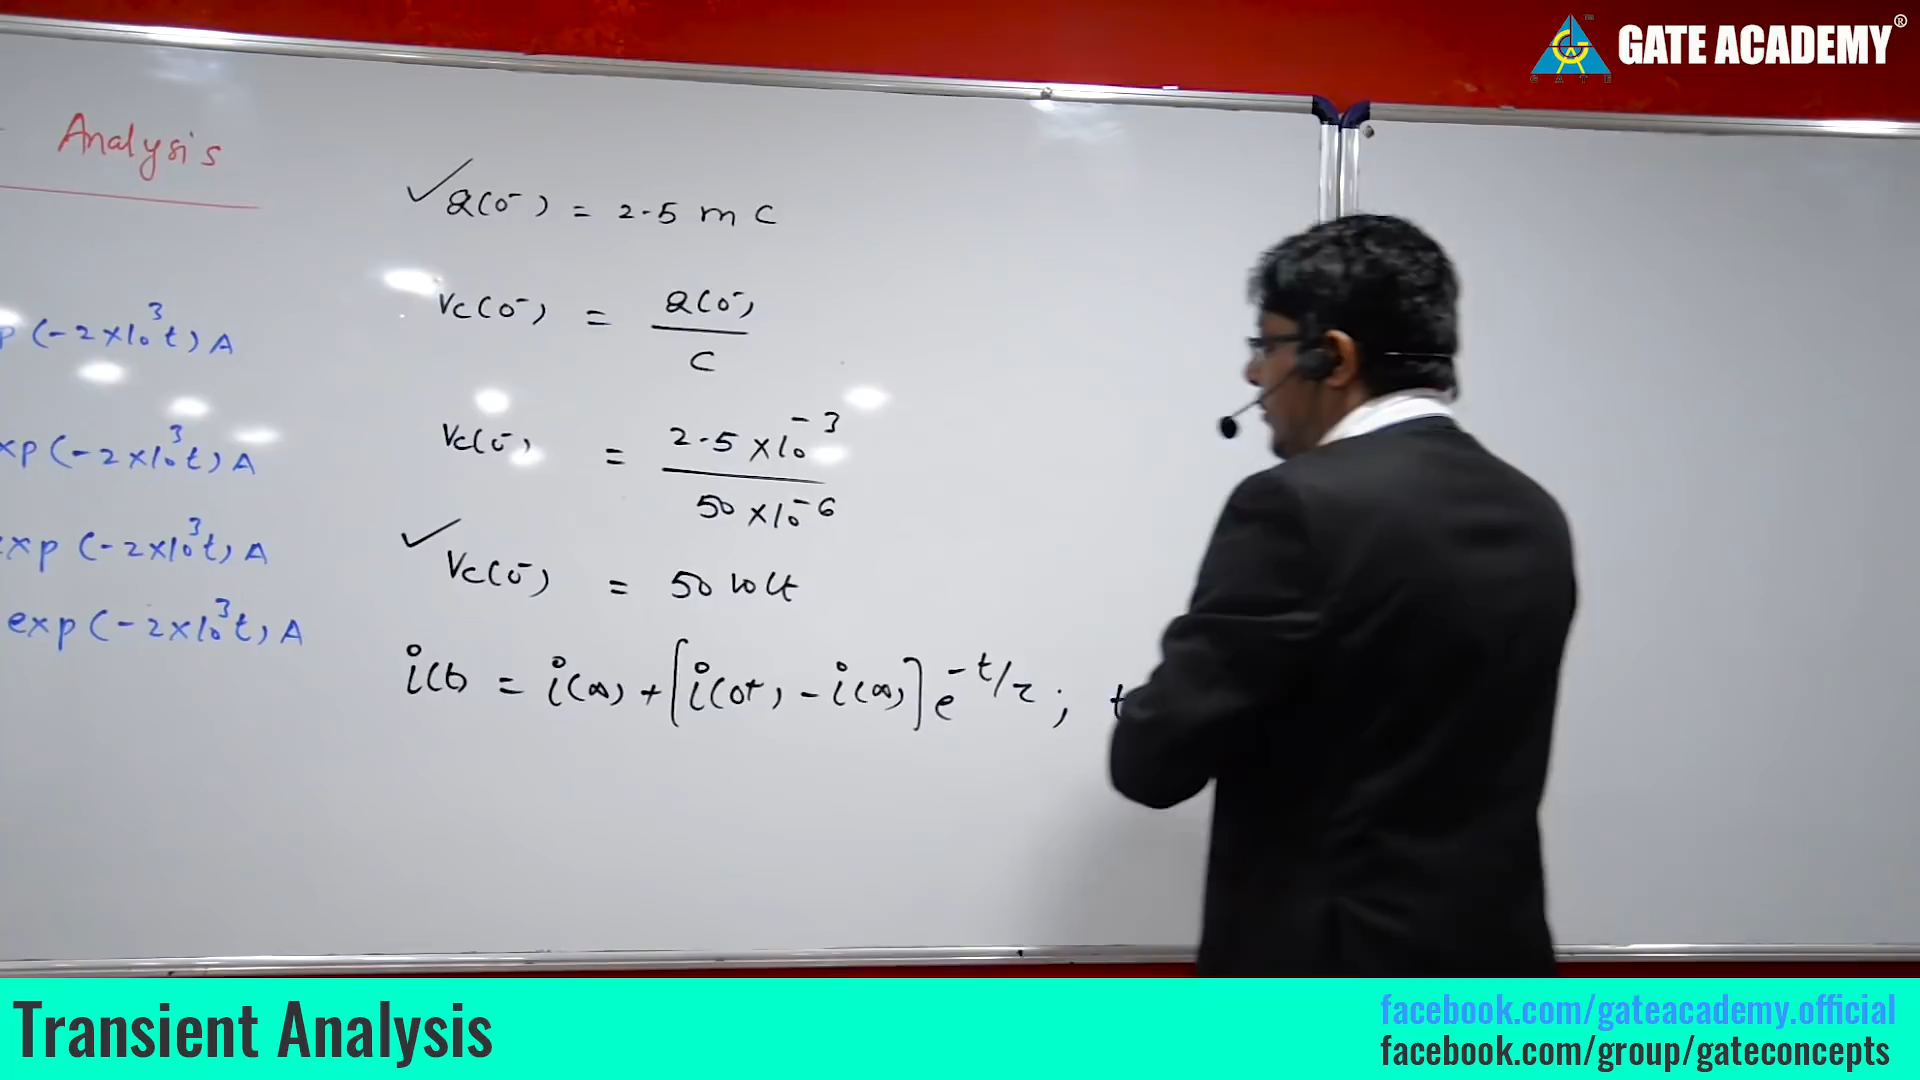 GATE ACADEMY®
GATE
Analysis
(-2×10³t) A
xp (-2×10³t) A
xp (-2×10³t) A
exp (-2×10³t) A
✓ Q(0⁻) = 2.5 m C
Vc(0⁻) = Q(0⁻) / C
Vc(0⁻) = 2.5 ×10⁻³ / 50 ×10⁻⁶
✓ Vc(0⁻) = 50 volt
i(t) = i(∞) + [i(0+) - i(∞)] e^-t/τ ; t
Transient Analysis
facebook.com/gateacademy.official
facebook.com/group/gateconcepts